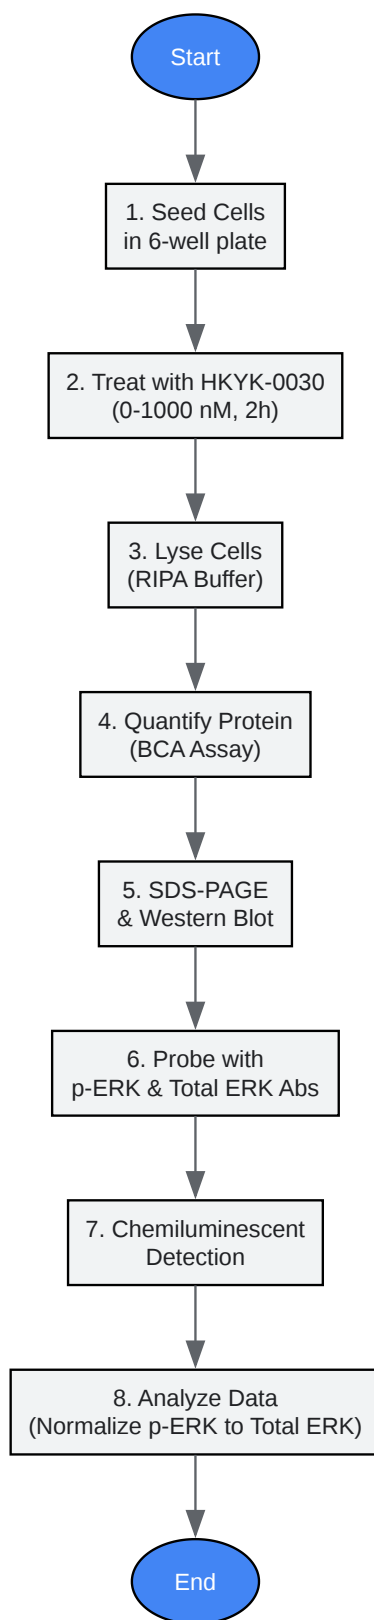 Start
1. Seed Cells
in 6-well plate
2. Treat with HKYK-0030
(0-1000 nM, 2h)
3. Lyse Cells
(RIPA Buffer)
4. Quantify Protein
(BCA Assay)
5. SDS-PAGE
& Western Blot
6. Probe with
p-ERK & Total ERK Abs
7. Chemiluminescent
Detection
8. Analyze Data
(Normalize p-ERK to Total ERK)
End